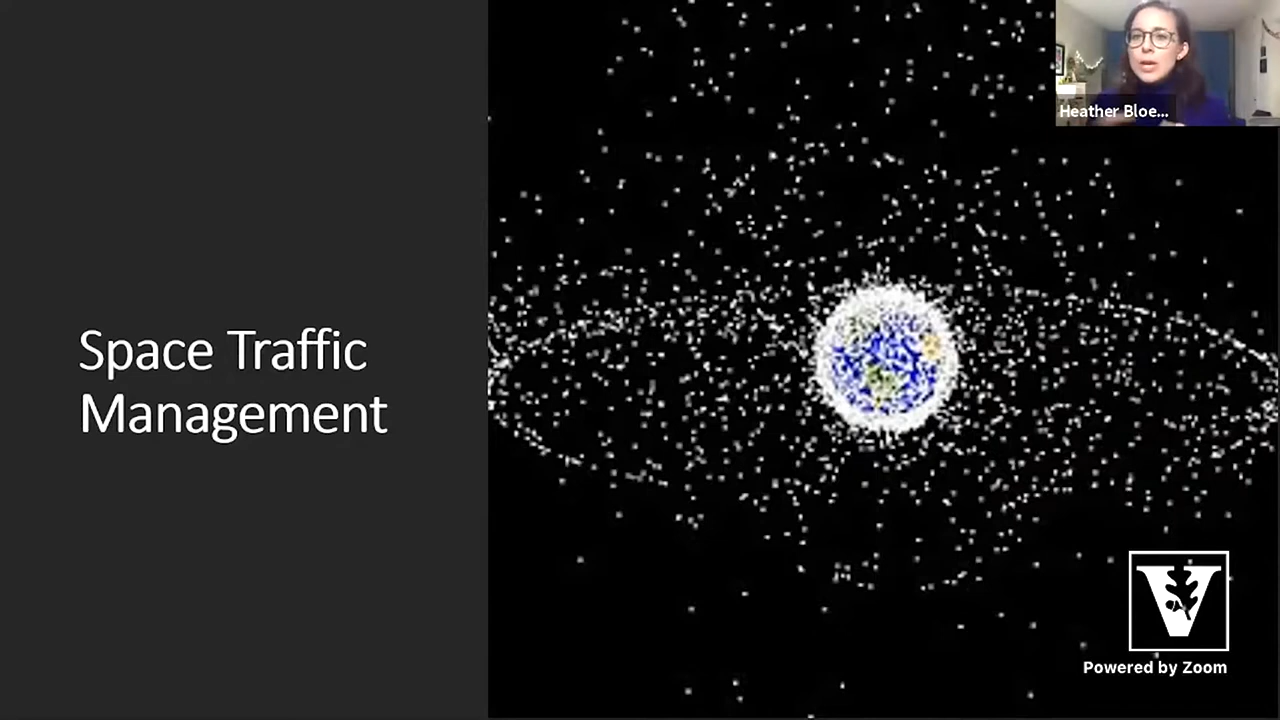 Space Traffic
Management
Heather Bloe...
V
Powered by Zoom